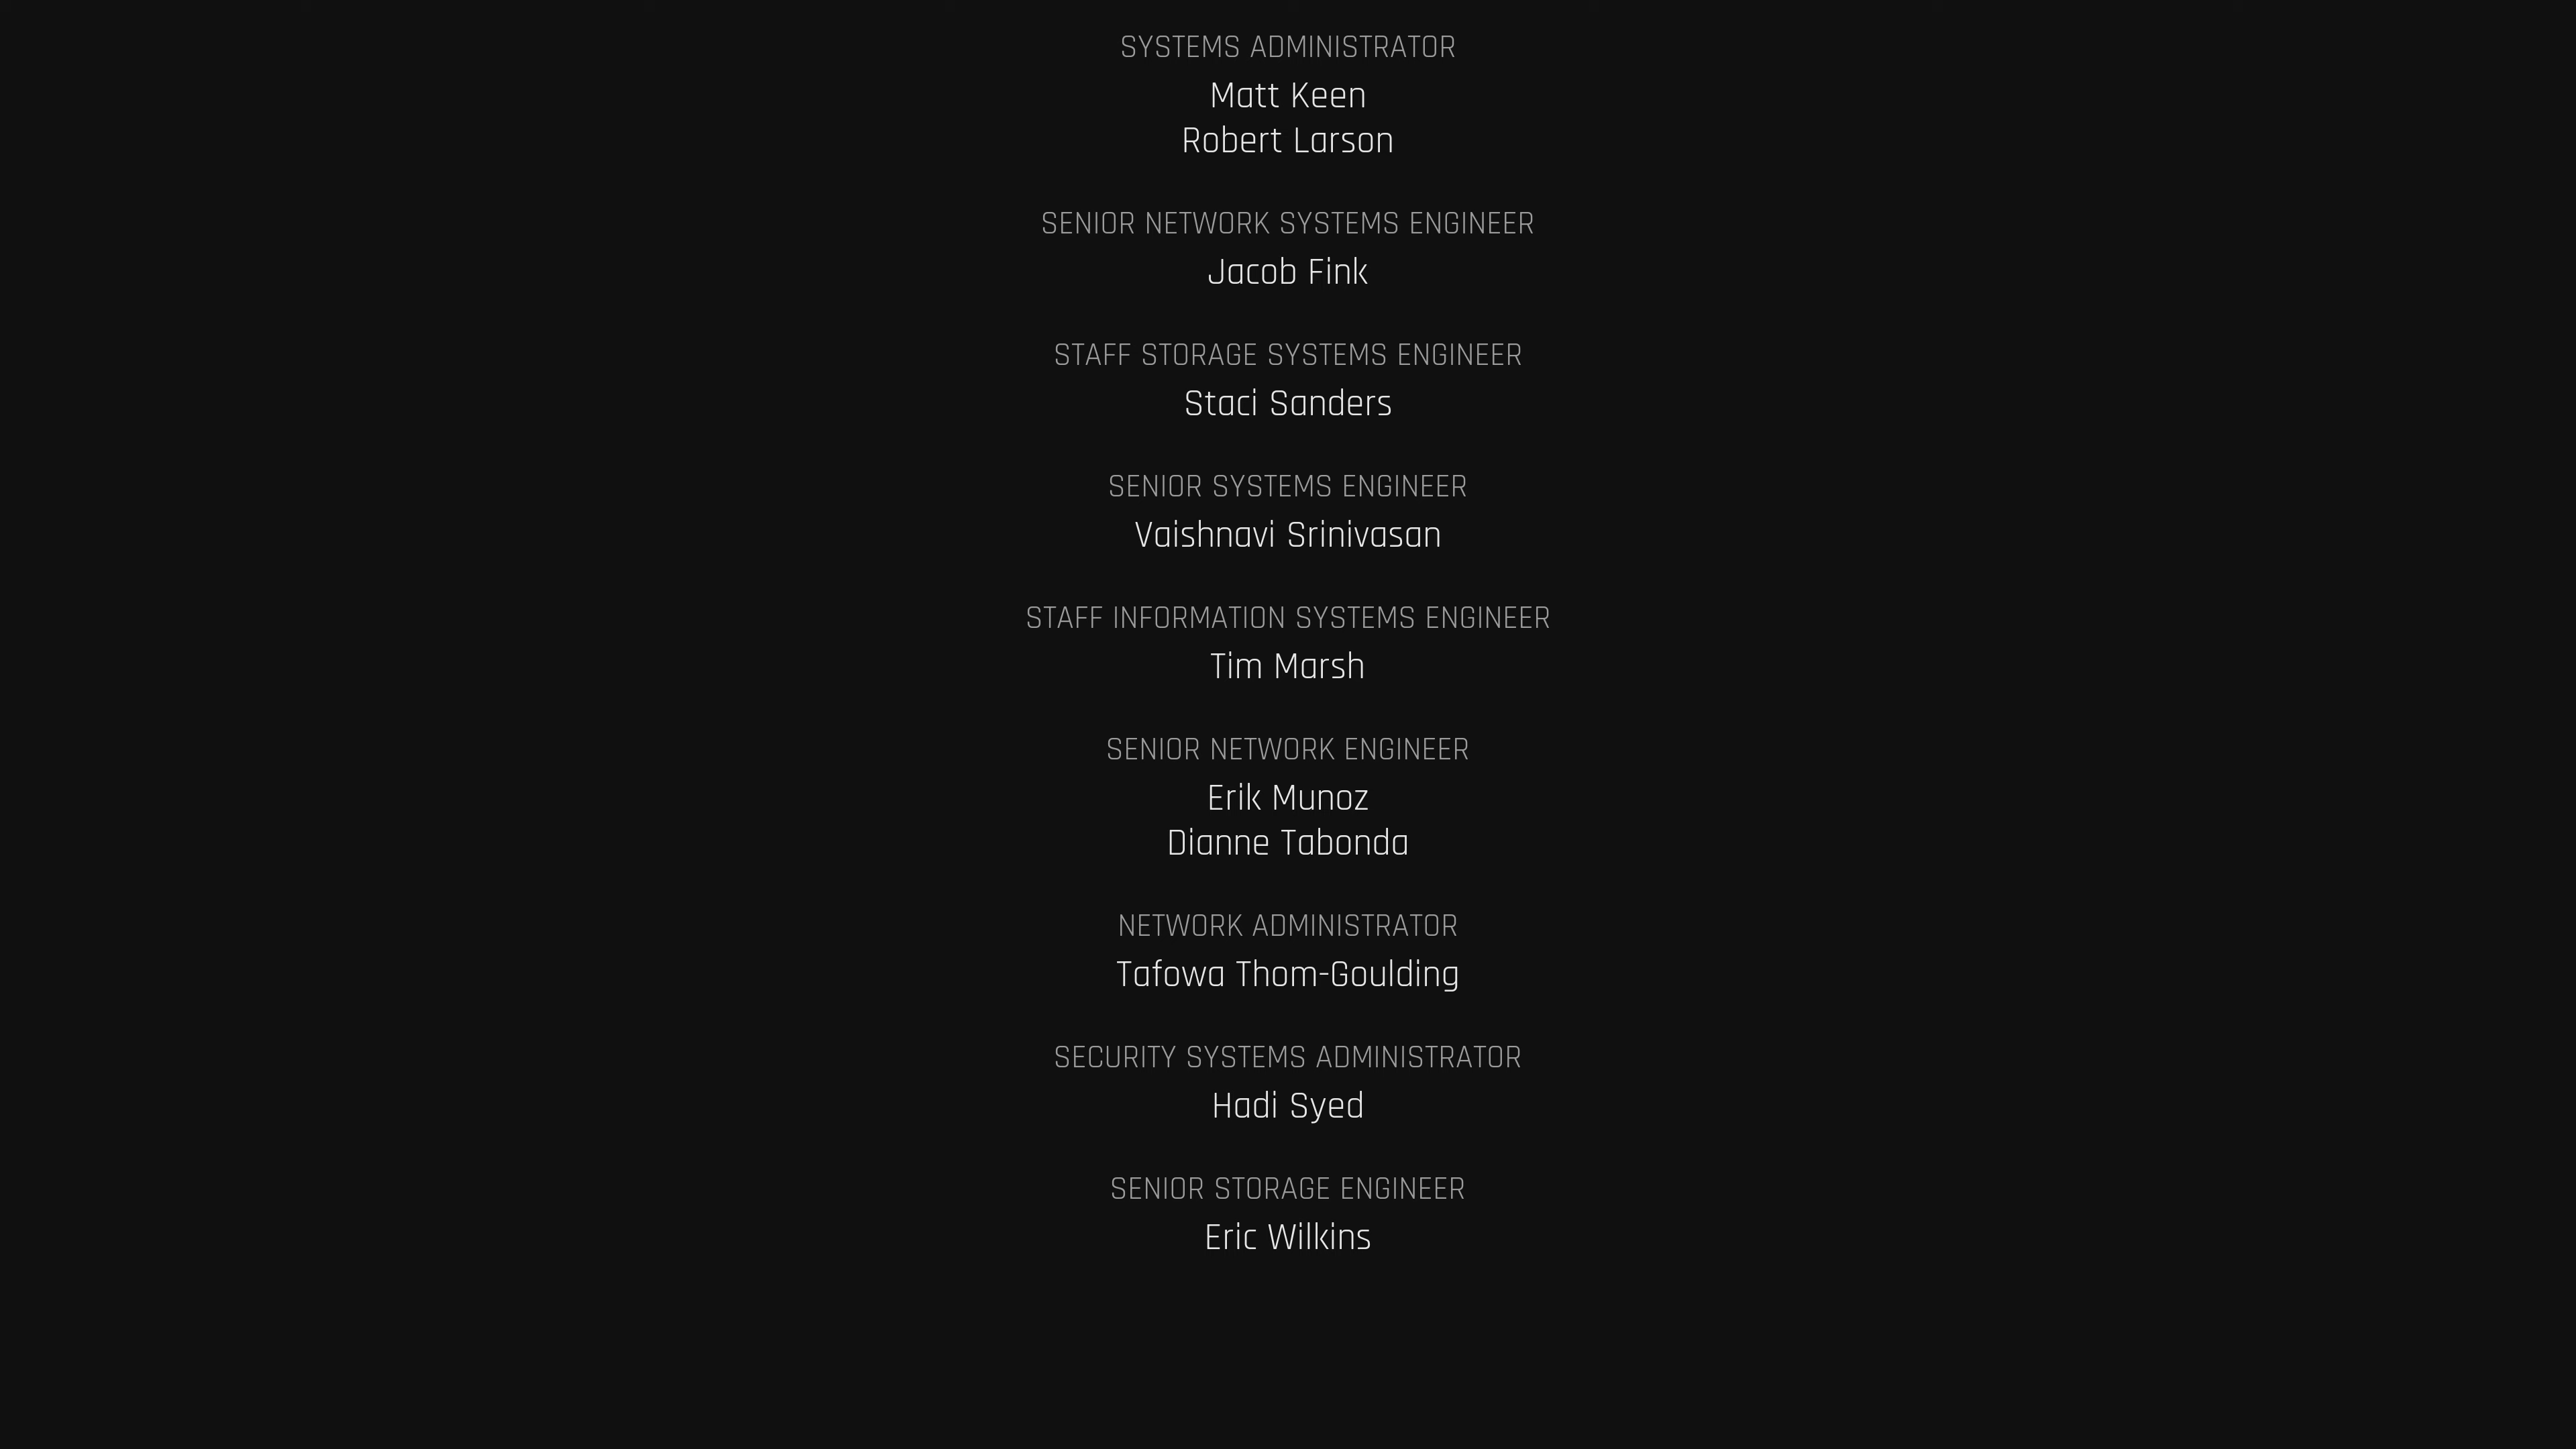 SYSTEMS ADMINISTRATOR
Matt Keen
Robert Larson
SENIOR NETWORK SYSTEMS ENGINEER
Jacob Fink
STAFF STORAGE SYSTEMS ENGINEER
Staci Sanders
SENIOR SYSTEMS ENGINEER
Vaishnavi Srinivasan
STAFF INFORMATION SYSTEMS ENGINEER
Tim Marsh
SENIOR NETWORK ENGINEER
Erik Munoz
Dianne Tabonda
NETWORK ADMINISTRATOR
Tafowa Thom-Goulding
SECURITY SYSTEMS ADMINISTRATOR
Hadi Syed
SENIOR STORAGE ENGINEER
Eric Wilkins